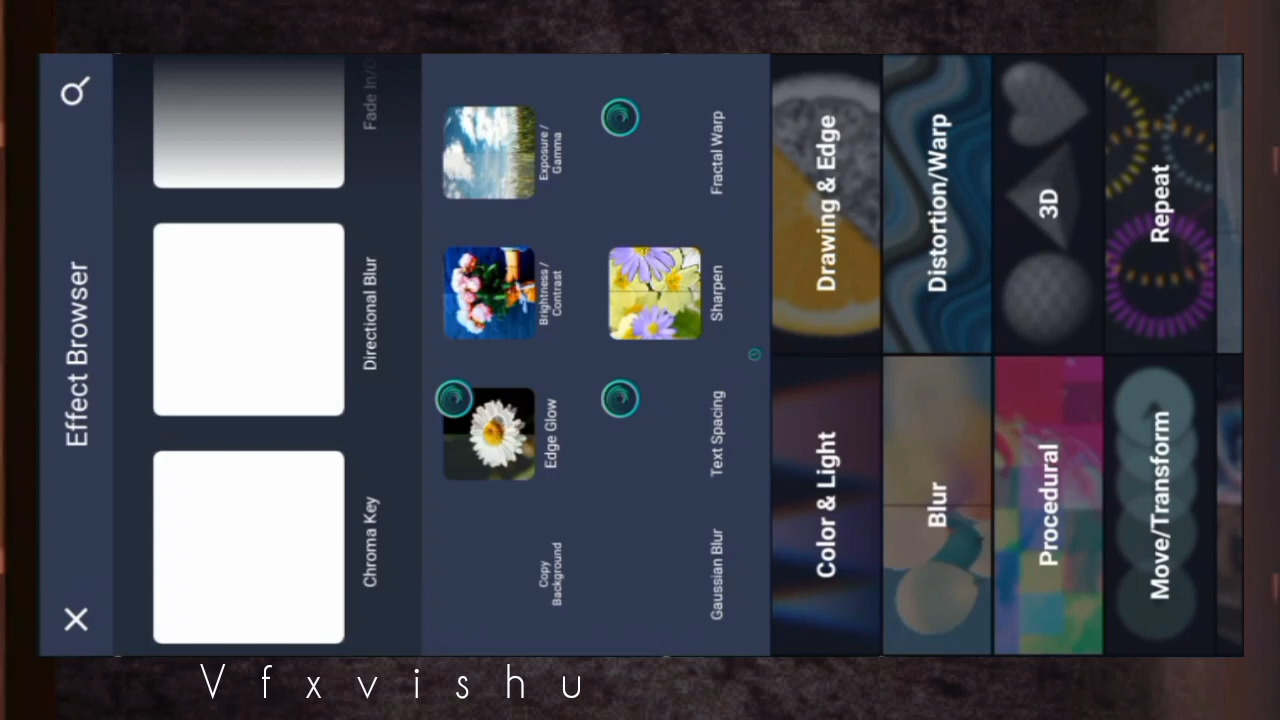 Effect Browser
Chroma Key
Directional Blur
Fade In/O
Copy
Background
Edge Glow
Brightness /
Contrast
Exposure /
Gamma
Gaussian Blur
Text Spacing
Sharpen
Fractal Warp
Color & Light
Drawing & Edge
Blur
Distortion/Warp
Procedural
3D
Move/Transform
Repeat
Vfxvishu